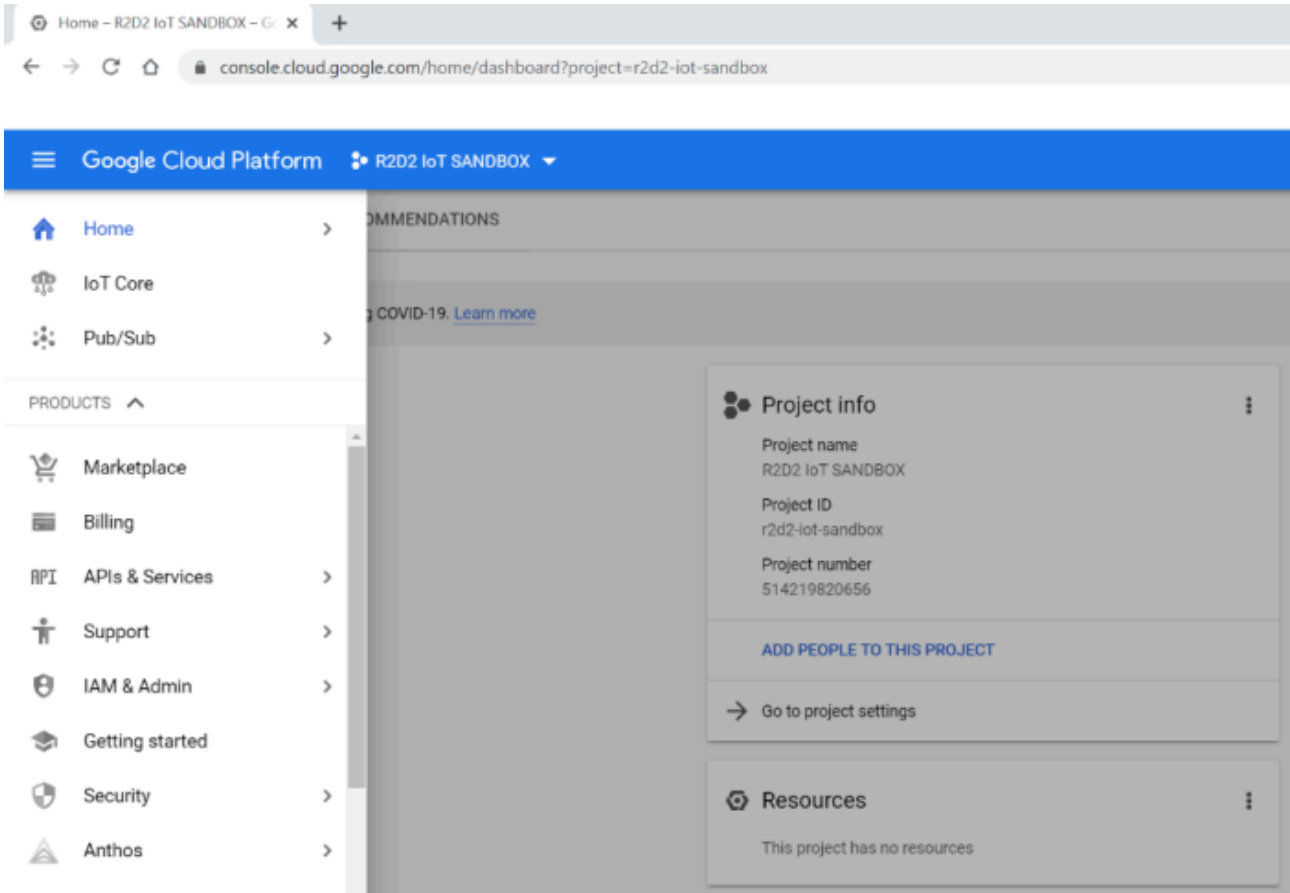 Home – R2D2 IoT SANDBOX – G
console.cloud.google.com/home/dashboard?project=r2d2-iot-sandbox
Google Cloud Platform R2D2 IoT SANDBOX
Home
OMMENDATIONS
IoT Core
COVID-19. Learn more
Pub/Sub
PRODUCTS
Marketplace
Billing
API APIs & Services
Support
IAM & Admin
Getting started
Security
Anthos
Project info
Project name
R2D2 IoT SANDBOX
Project ID
r2d2-iot-sandbox
Project number
514219820656
ADD PEOPLE TO THIS PROJECT
Go to project settings
Resources
This project has no resources